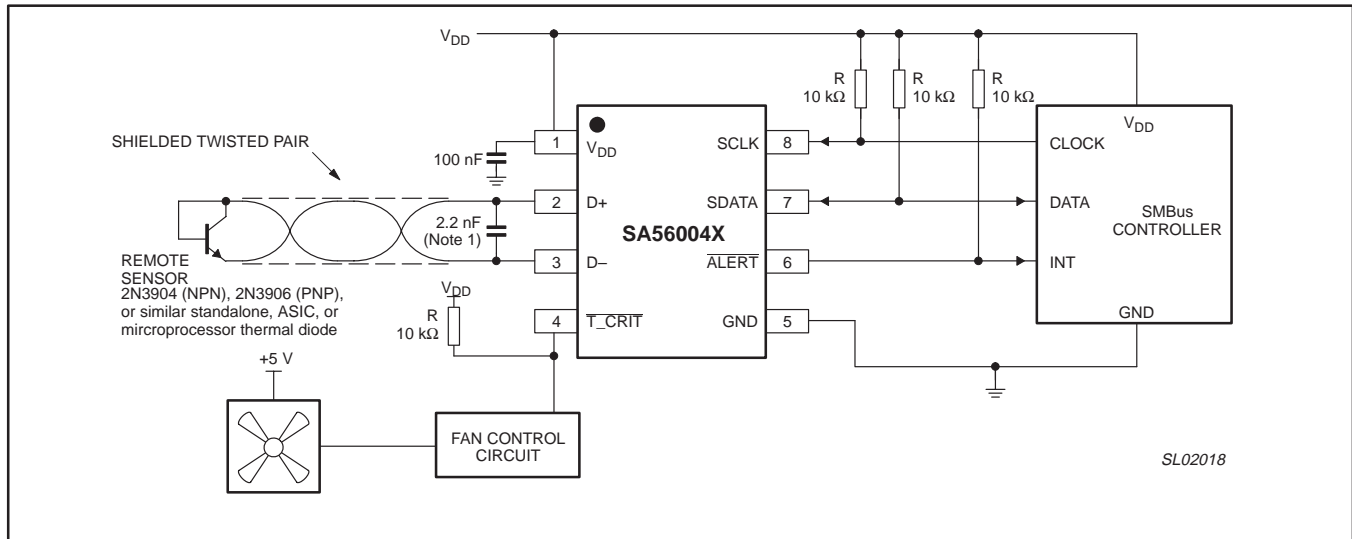 VDD
R
10 kΩ
R
10 kΩ
R
10 kΩ
SHIELDED TWISTED PAIR
100 nF
1
VDD
SCLK
8
VDD
CLOCK
2
D+
2.2 nF
(Note 1)
SDATA
7
DATA
SA56004X
SMBus
CONTROLLER
3
D–
ALERT
6
INT
REMOTE
SENSOR
2N3904 (NPN), 2N3906 (PNP),
or similar standalone, ASIC, or
mircroprocessor thermal diode
VDD
R
10 kΩ
4
T_CRIT
GND
5
GND
+5 V
FAN CONTROL
CIRCUIT
SL02018